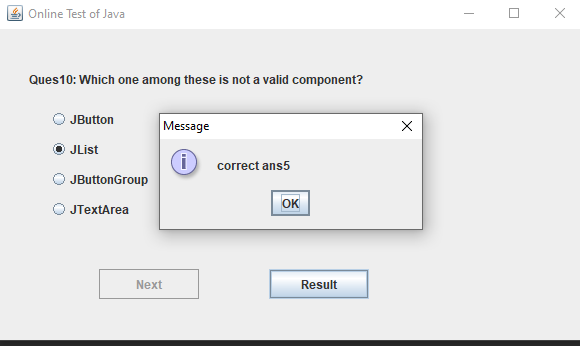 Online Test of Java
Ques10: Which one among these is not a valid component?
JButton
JList
JButtonGroup
JTextArea
Message
i
correct ans5
OK
Next
Result